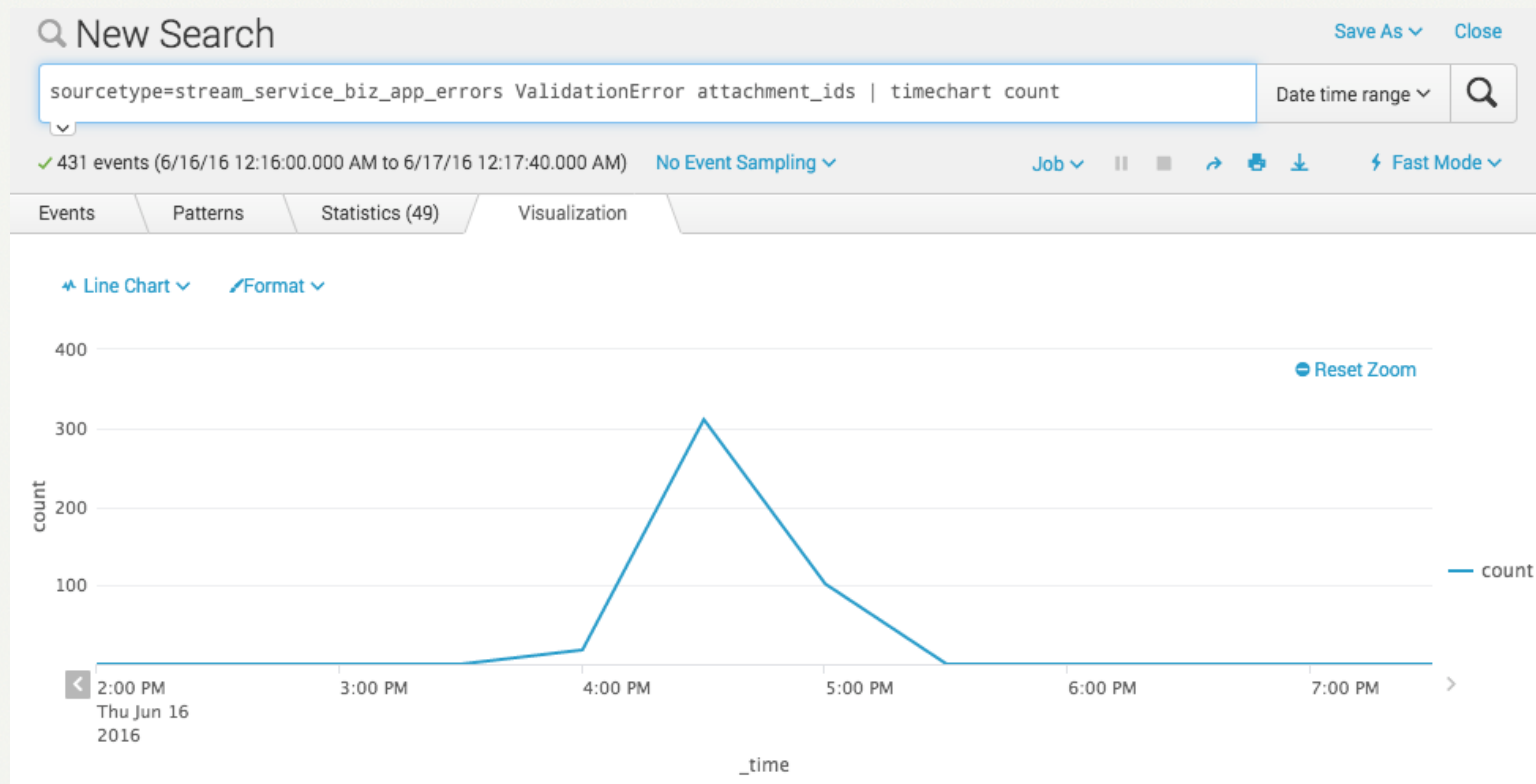 New Search
Save As
Close
sourcetype=stream_service_biz_app_errors ValidationError attachment_ids | timechart count
Date time range
431 events (6/16/16 12:16:00.000 AM to 6/17/16 12:17:40.000 AM)
No Event Sampling
Job
Fast Mode
Events
Patterns
Statistics (49)
Visualization
Line Chart
Format
400
Reset Zoom
300
200
100
count
count
2:00 PM
Thu Jun 16
2016
3:00 PM
4:00 PM
5:00 PM
6:00 PM
7:00 PM
_time